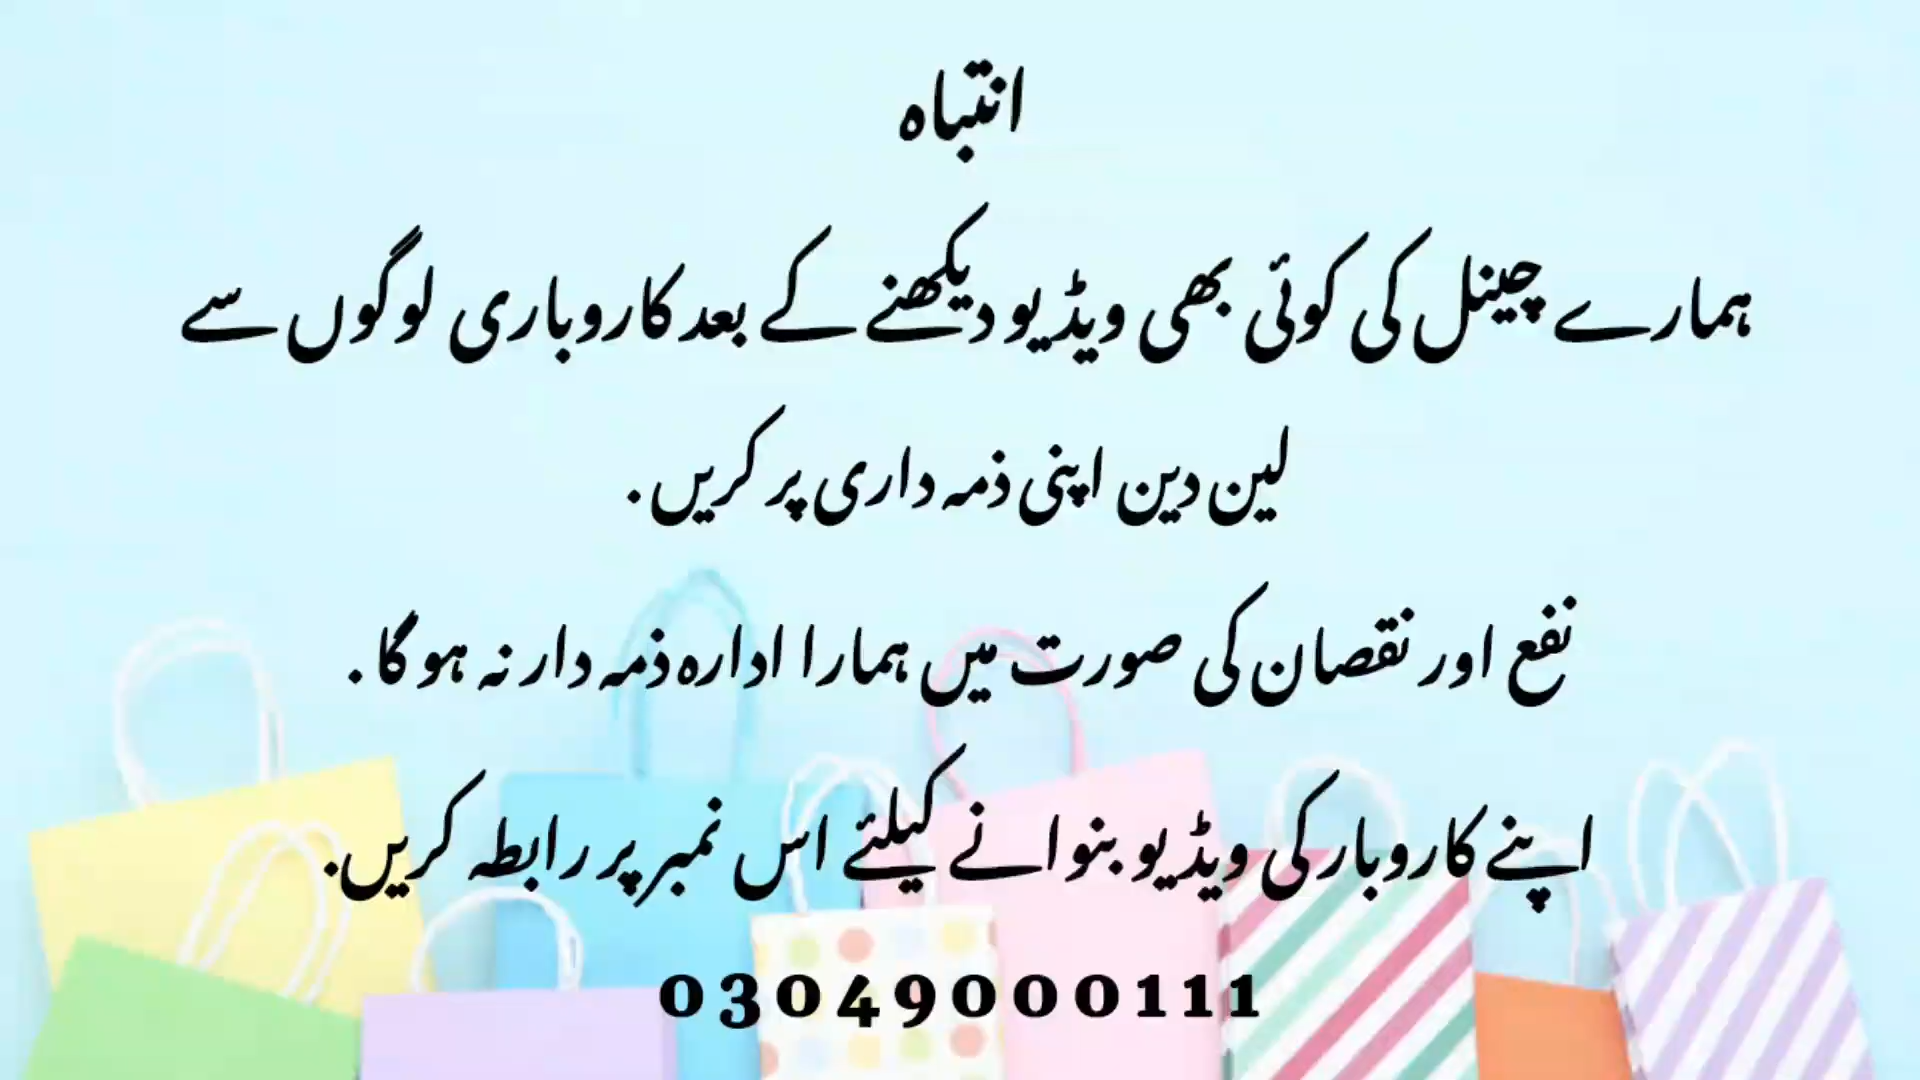 انتباہ
ہمارے چینل کی کوئی بھی ویڈیو دیکھنے کے بعد کاروباری لوگوں سے
لین دین اپنی ذمہ داری پر کریں.
نفع اور نقصان کی صورت میں ہمارا ادارہ ذمہ دار نہ ہو گا.
اپنے کاروبار کی ویڈیو بنوانے کیلئے اس نمبر پر رابطہ کریں.
03049000111